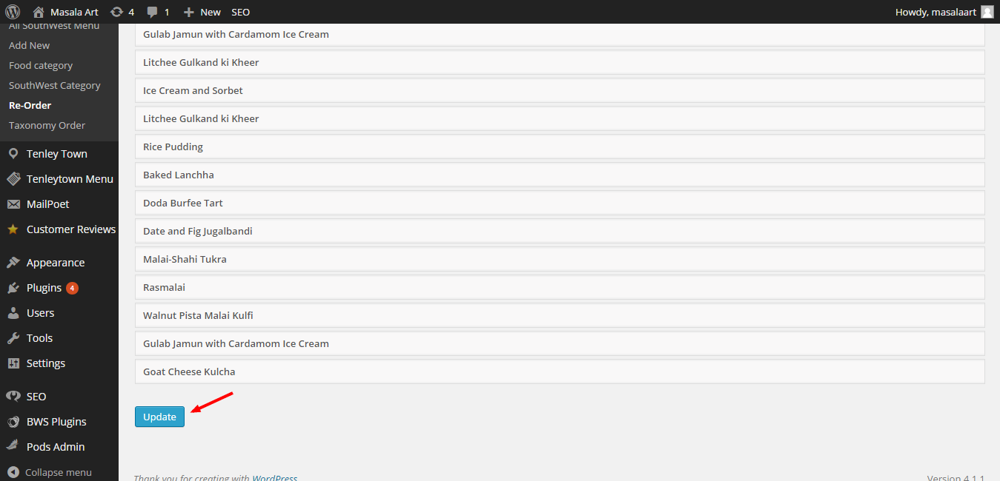 Masala Art 4 1 New SEO Howdy, masalaart
All SouthWest Menu
Add New
Food category
SouthWest Category
Re-Order
Taxonomy Order
Tenley Town
Tenleytown Menu
MailPoet
Customer Reviews
Appearance
Plugins 4
Users
Tools
Settings
SEO
BWS Plugins
Pods Admin
Collapse menu
Gulab Jamun with Cardamom Ice Cream
Litchee Gulkand ki Kheer
Ice Cream and Sorbet
Litchee Gulkand ki Kheer
Rice Pudding
Baked Lanchha
Doda Burfee Tart
Date and Fig Jugalbandi
Malai-Shahi Tukra
Rasmalai
Walnut Pista Malai Kulfi
Gulab Jamun with Cardamom Ice Cream
Goat Cheese Kulcha
Update
Thank you for creating with WordPress. Version 4.1.1